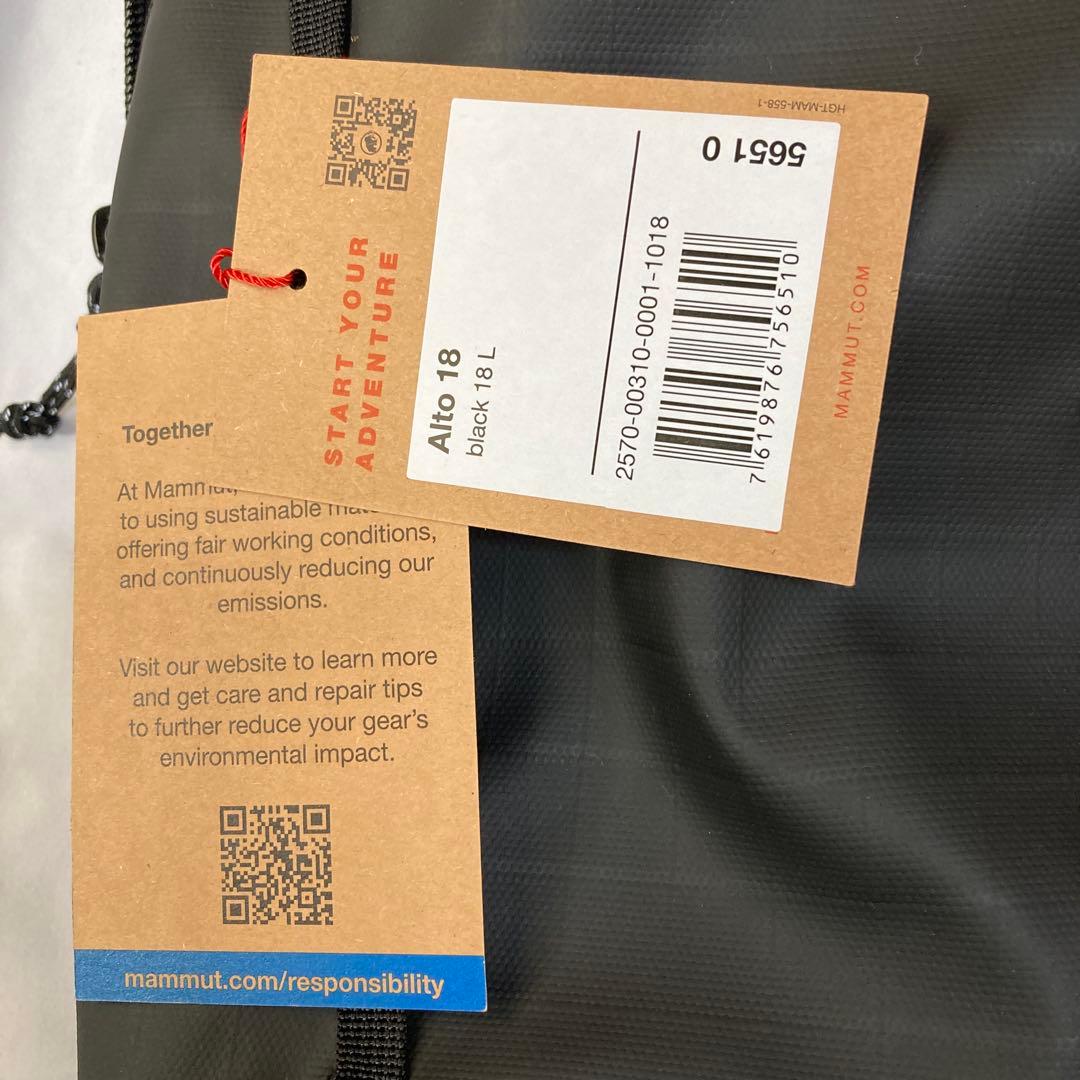 START YOUR
ADVENTURE
Alto 18
black 18 L
2570-00310-0001-1018
7 619876 756510
5651 0
HGT-MAM-558-1
MAMMUT.COM
Together
At Mammut,
to using sustainable
offering fair working conditions,
and continuously reducing our
emissions.
Visit our website to learn more
and get care and repair tips
to further reduce your gear's
environmental impact.
mammut.com/responsibility